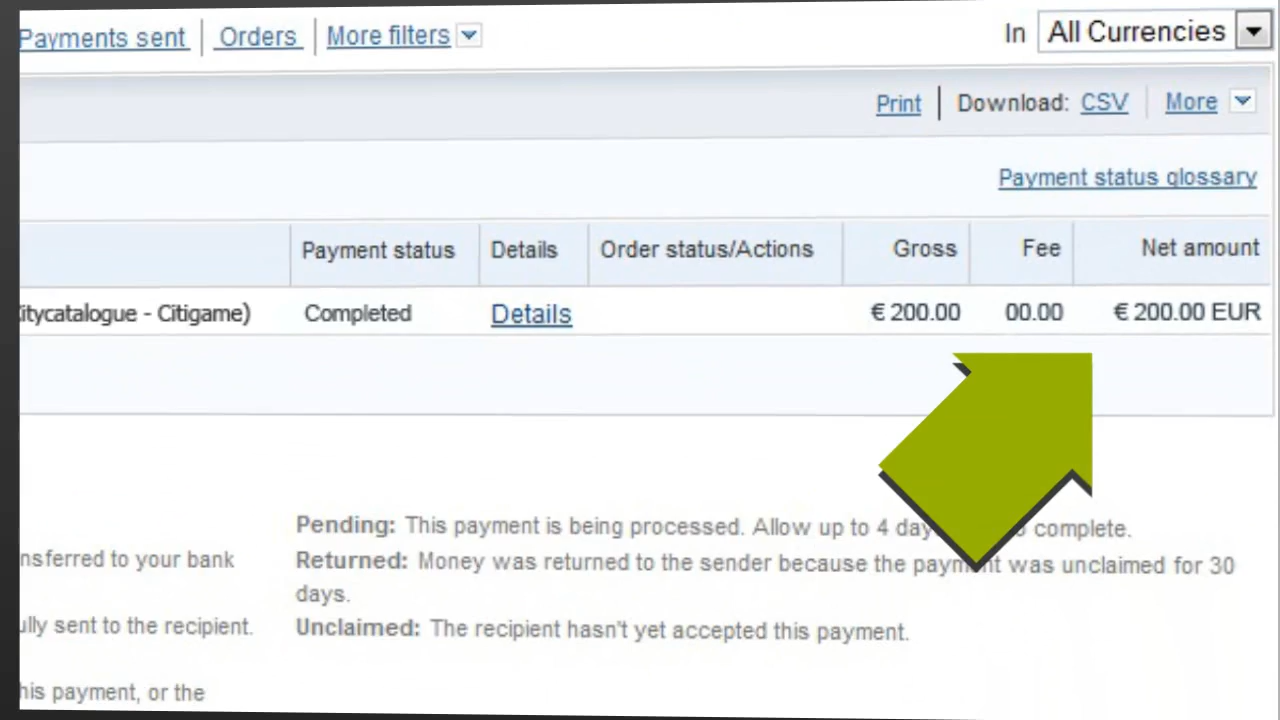 Payments sent | Orders | More filters In All Currencies
Print | Download: CSV | More
Payment status glossary
Payment status Details Order status/Actions Gross Fee Net amount
itycatalogue - Citigame) Completed Details € 200.00 00.00 € 200.00 EUR
Pending: This payment is being processed. Allow up to 4 complete.
nsferred to your bank
Returned: Money was returned to the sender because the payment was unclaimed for 30
days.
ully sent to the recipient.
Unclaimed: The recipient hasn't yet accepted this payment.
his payment, or the